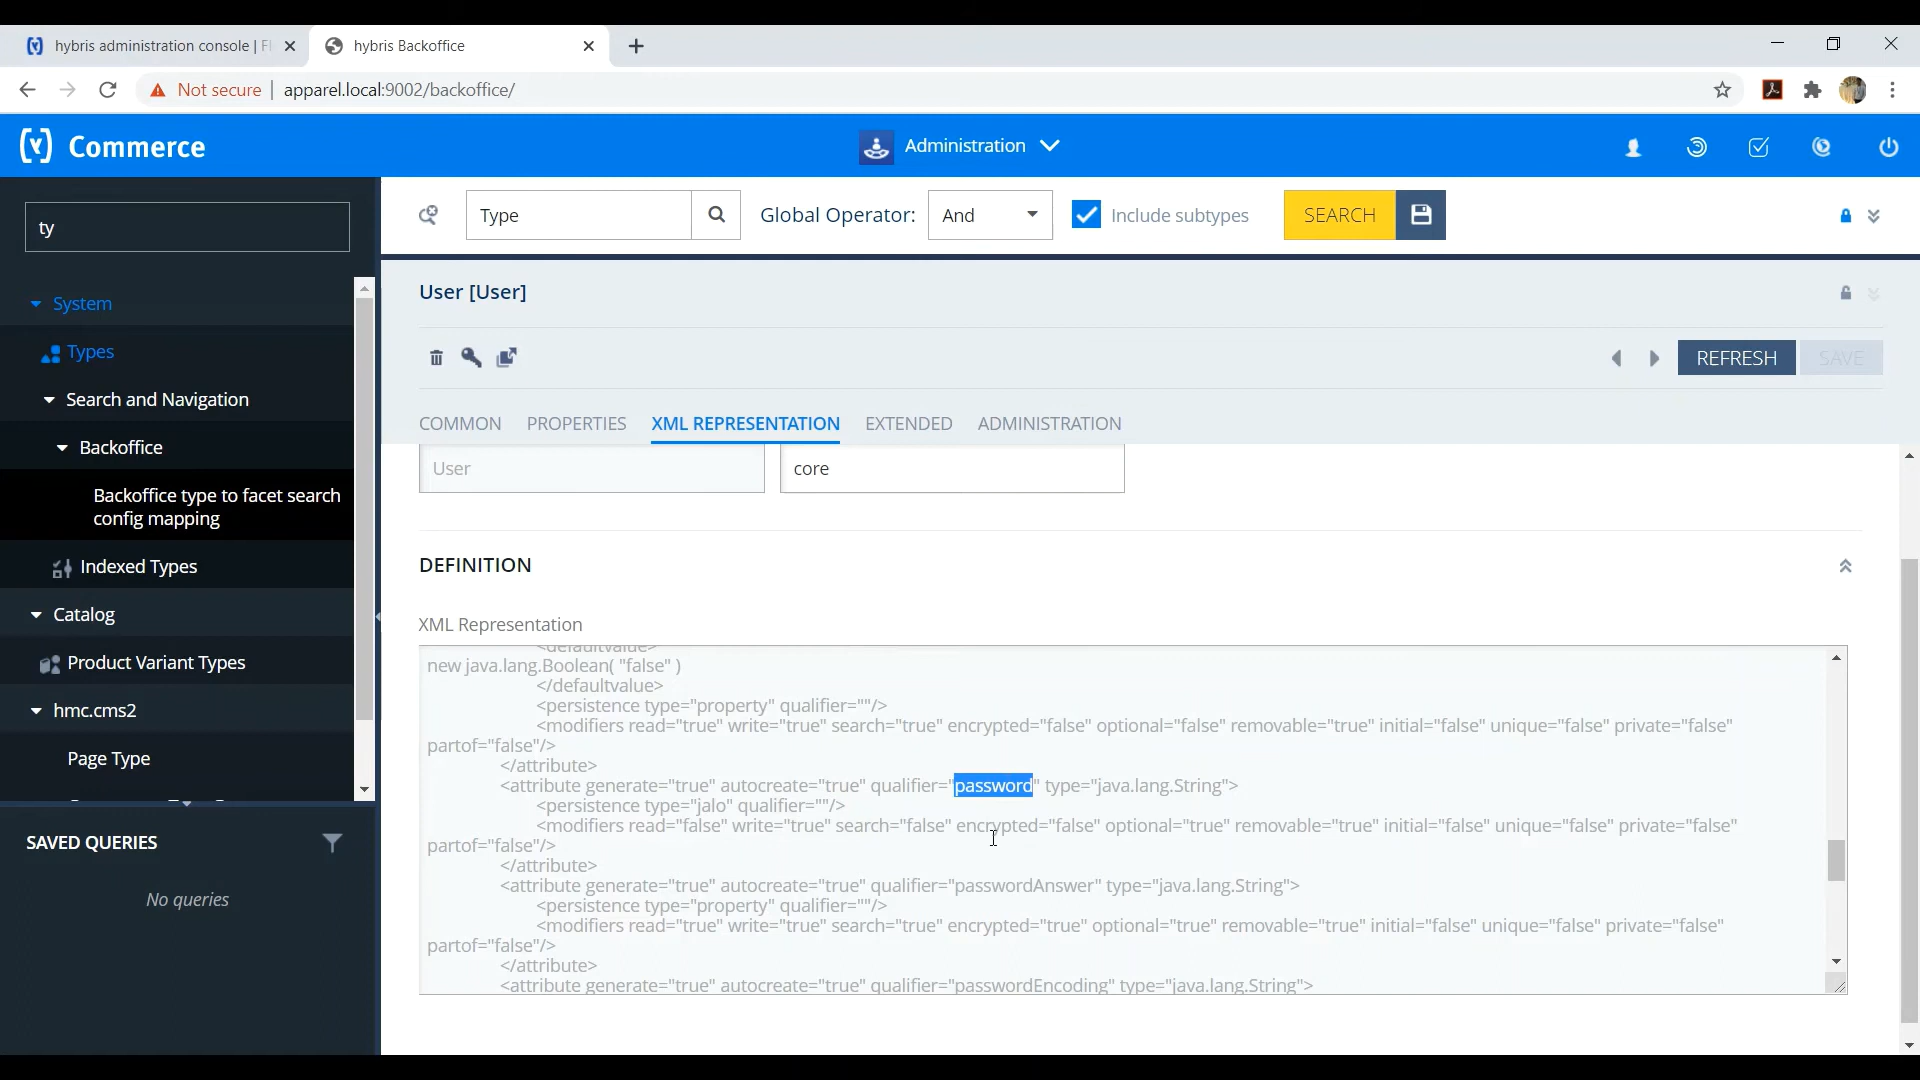 hybris administration console | Fl
hybris Backoffice
Not secure | apparel.local:9002/backoffice/
Commerce
Administration
ty
Type
Global Operator:
And
Include subtypes
SEARCH
System
Types
Search and Navigation
Backoffice
Backoffice type to facet search
config mapping
Indexed Types
Catalog
Product Variant Types
hmc.cms2
Page Type
SAVED QUERIES
No queries
User [User]
REFRESH
SAVE
COMMON
PROPERTIES
XML REPRESENTATION
EXTENDED
ADMINISTRATION
User
core
DEFINITION
XML Representation
<defaultvalue>
new java.lang.Boolean( "false" )
</defaultvalue>
<persistence type="property" qualifier=""/>
<modifiers read="true" write="true" search="true" encrypted="false" optional="false" removable="true" initial="false" unique="false" private="false"
partof="false"/>
</attribute>
<attribute generate="true" autocreate="true" qualifier="password" type="java.lang.String">
<persistence type="jalo" qualifier=""/>
<modifiers read="false" write="true" search="false" encrypted="false" optional="true" removable="true" initial="false" unique="false" private="false"
partof="false"/>
</attribute>
<attribute generate="true" autocreate="true" qualifier="passwordAnswer" type="java.lang.String">
<persistence type="property" qualifier=""/>
<modifiers read="true" write="true" search="true" encrypted="true" optional="true" removable="true" initial="false" unique="false" private="false"
partof="false"/>
</attribute>
<attribute generate="true" autocreate="true" qualifier="passwordEncoding" type="java.lang.String">